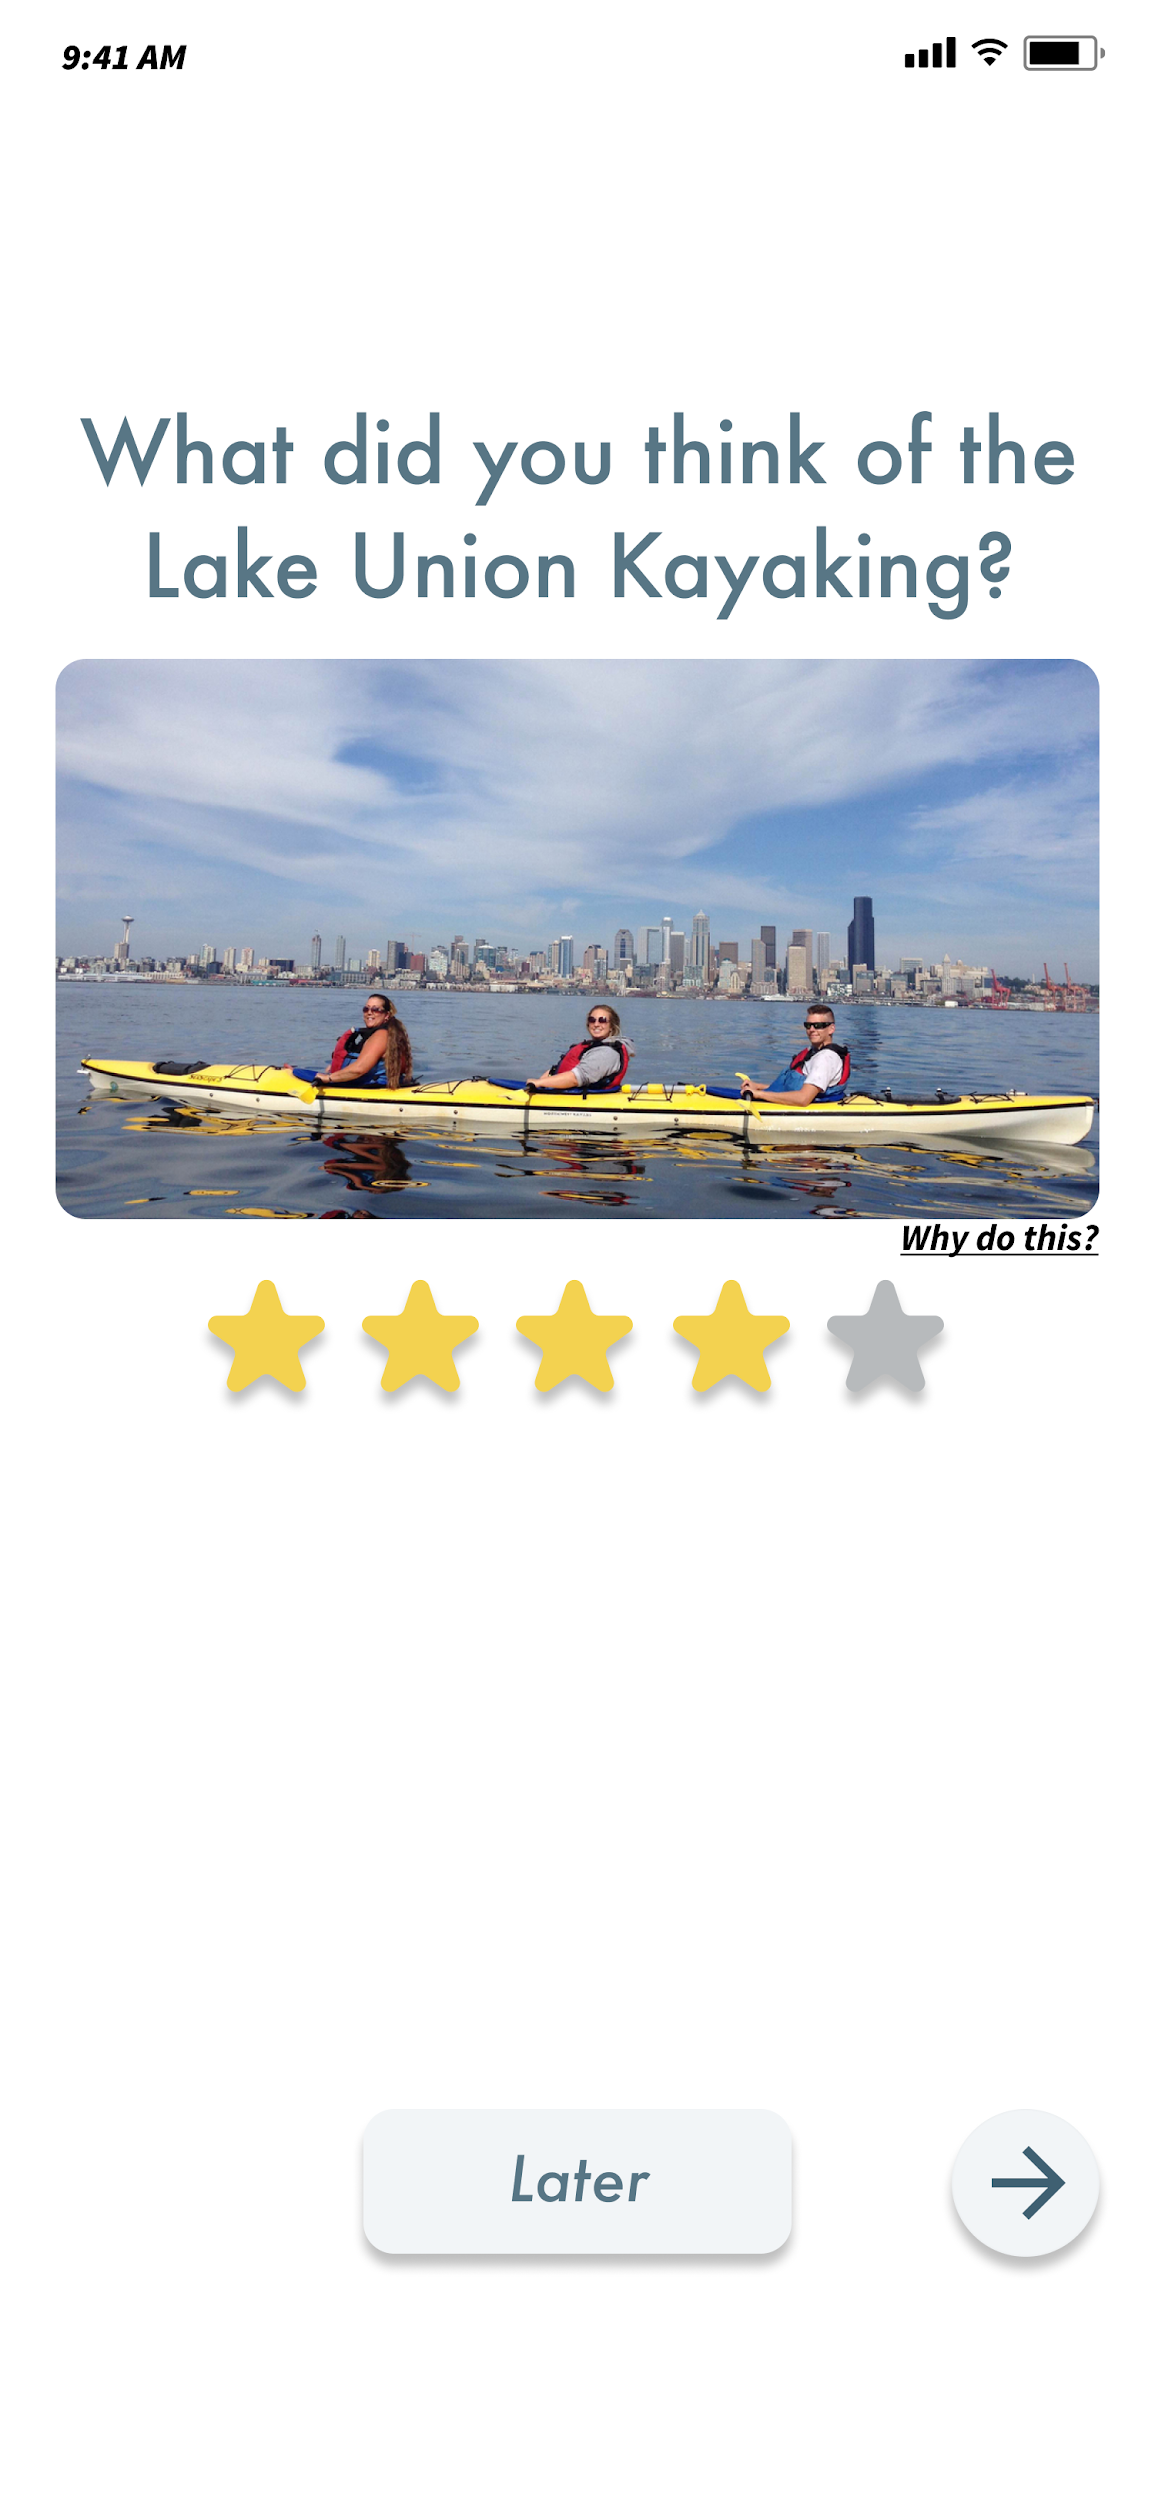 9:41 AM
What did you think of the
Lake Union Kayaking?
Why do this?
Later